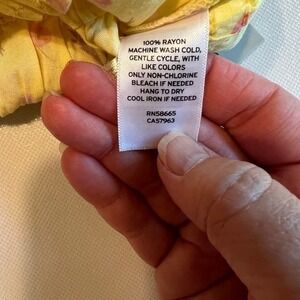 100% RAYON
MACHINE WASH COLD,
GENTLE CYCLE, WITH
LIKE COLORS
ONLY NON-CHLORINE
BLEACH IF NEEDED
HANG TO DRY
COOL IRON IF NEEDED
RN58665
CA57963